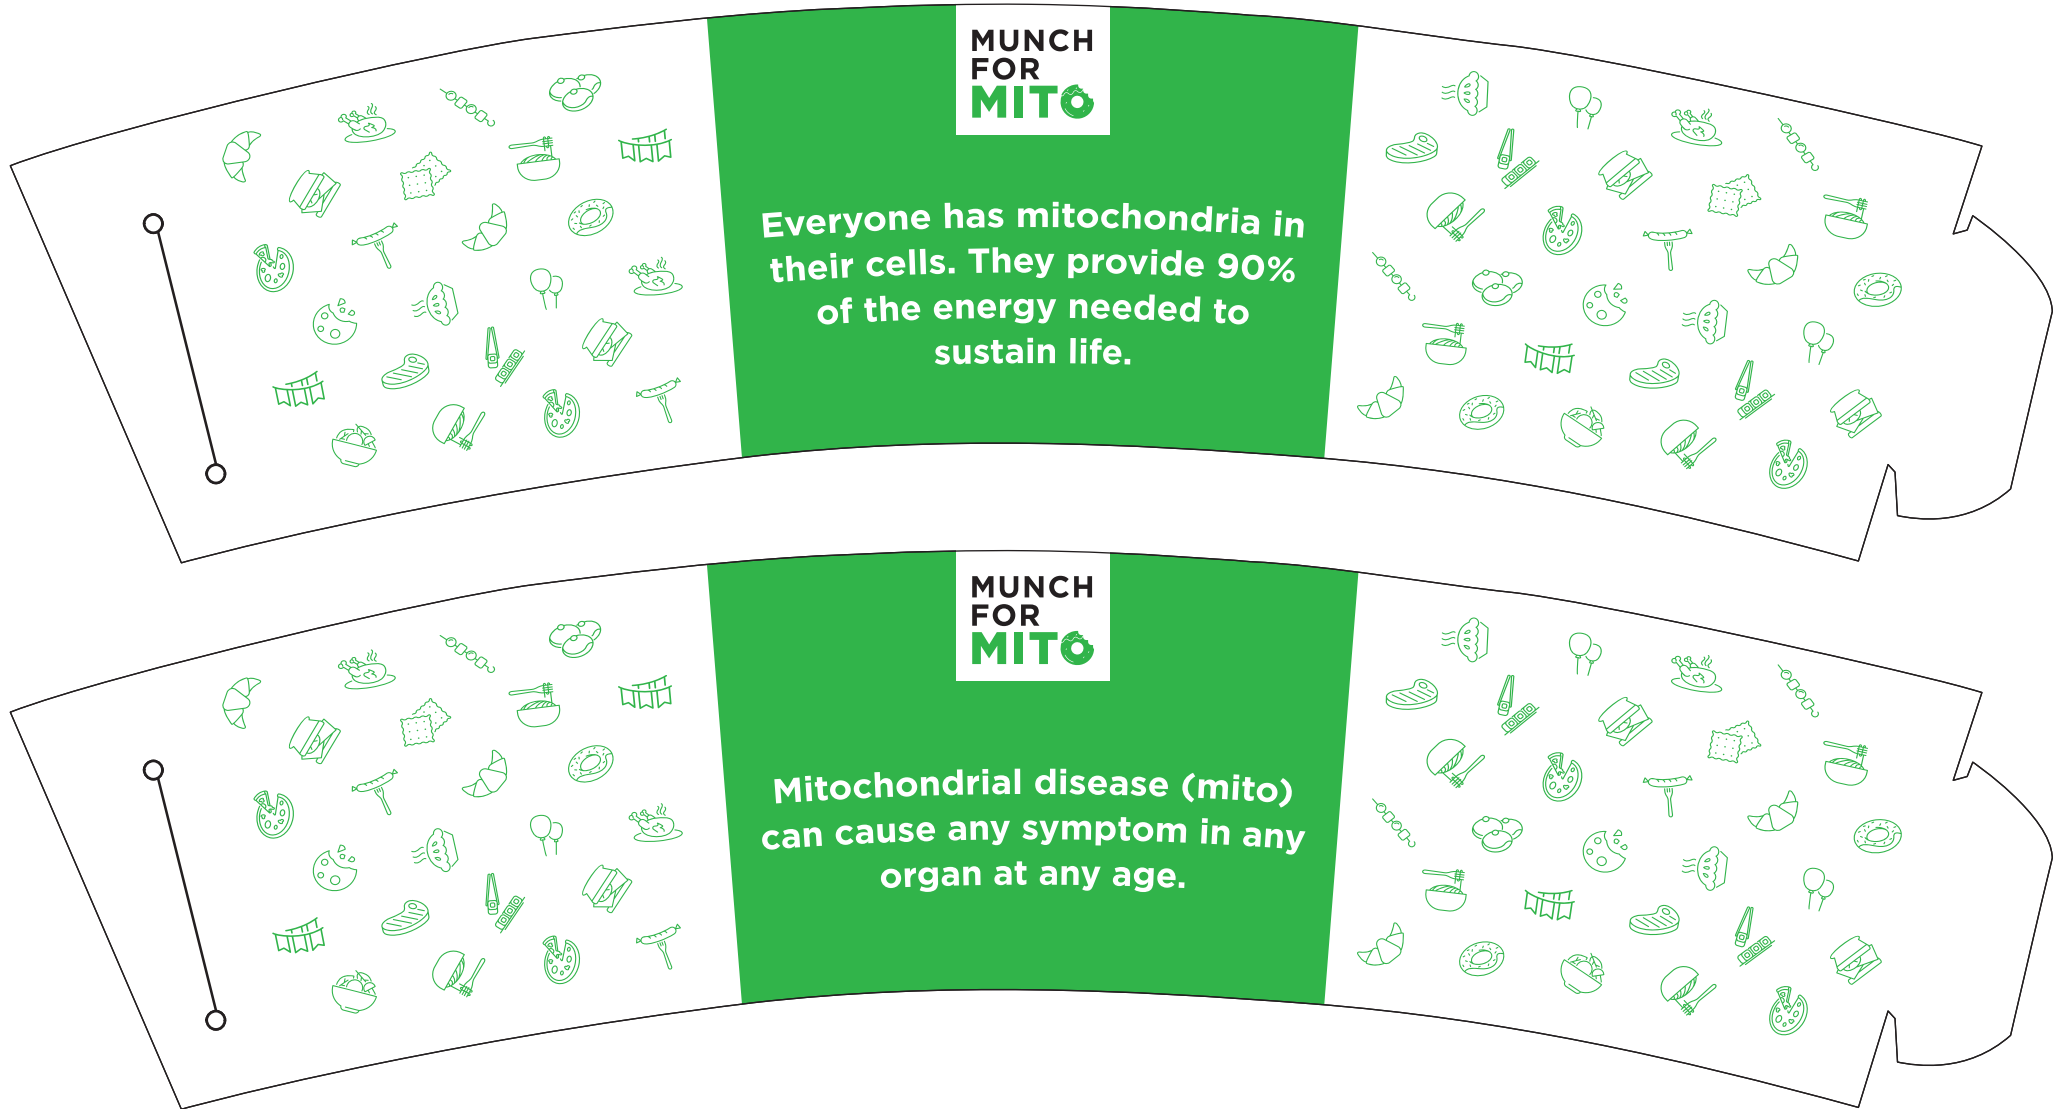 MUNCH
FOR
MITO
Everyone has mitochondria in
their cells. They provide 90%
of the energy needed to
sustain life.
MUNCH
FOR
MITO
Mitochondrial disease (mito)
can cause any symptom in any
organ at any age.